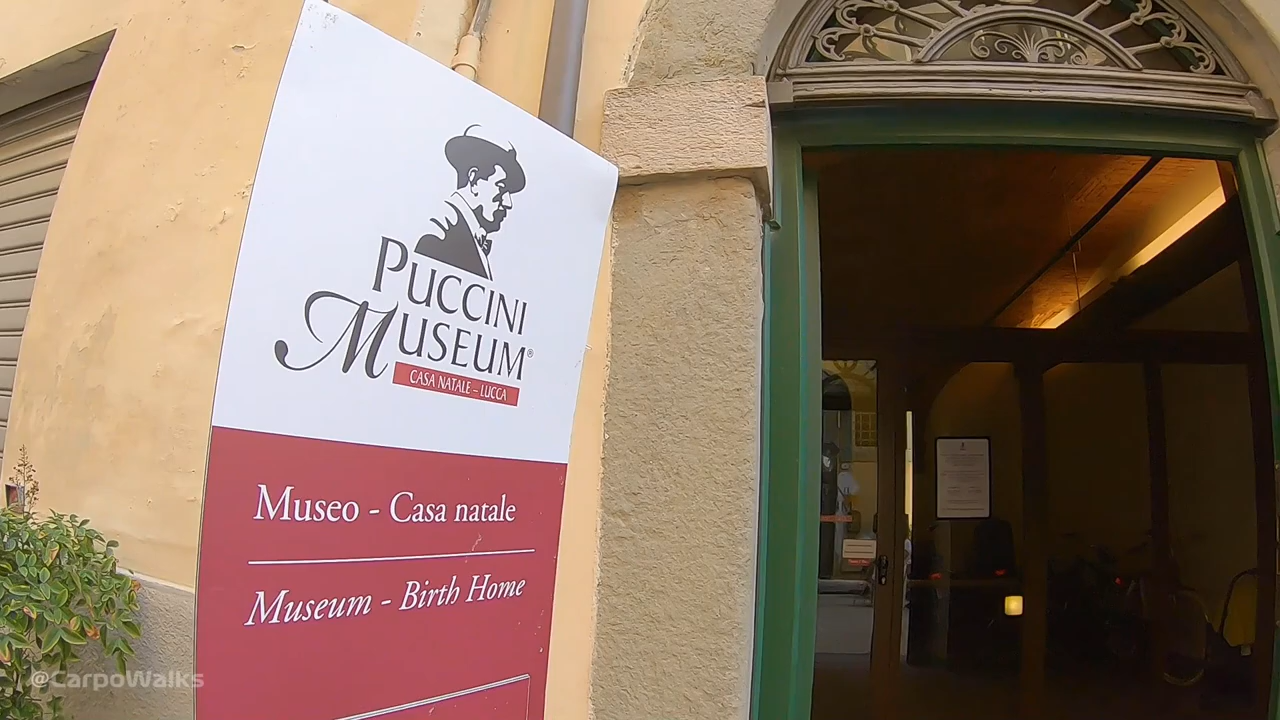 PUCCINI
MUSEUM®
CASA NATALE – LUCCA
Museo - Casa natale
Museum - Birth Home
@CarpoWalks